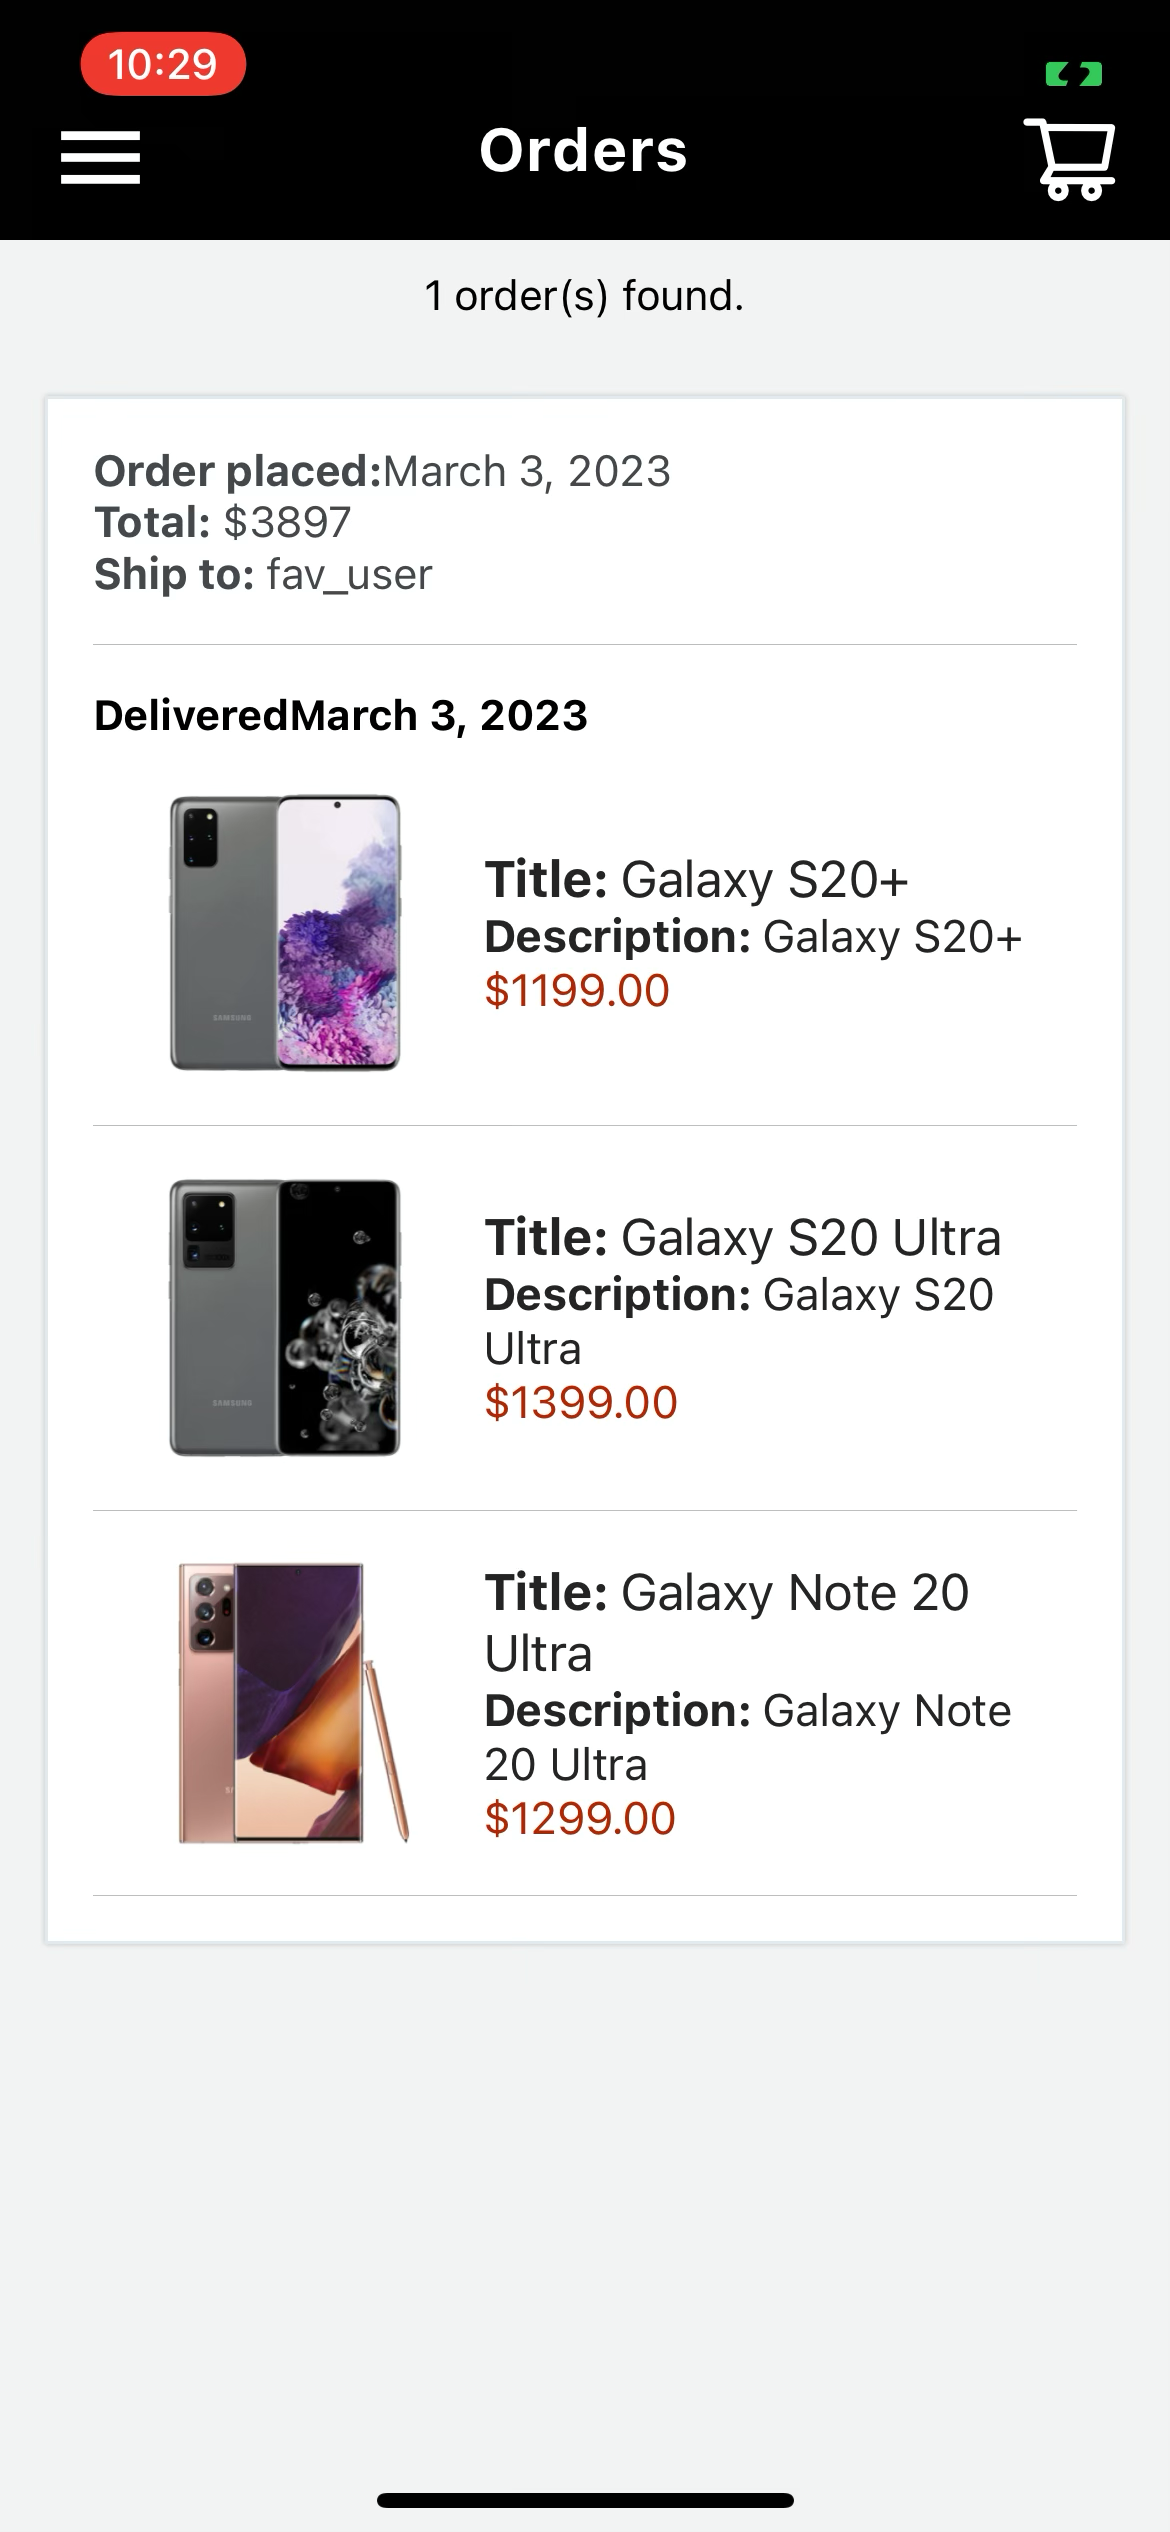 10:29
Orders
1 order(s) found.
Order placed:March 3, 2023
Total: $3897
Ship to: fav_user
DeliveredMarch 3, 2023
SAMSUNG
Title: Galaxy S20+
Description: Galaxy S20+
$1199.00
SAMSUNG
Title: Galaxy S20 Ultra
Description: Galaxy S20
Ultra
$1399.00
Title: Galaxy Note 20
Ultra
Description: Galaxy Note
20 Ultra
$1299.00